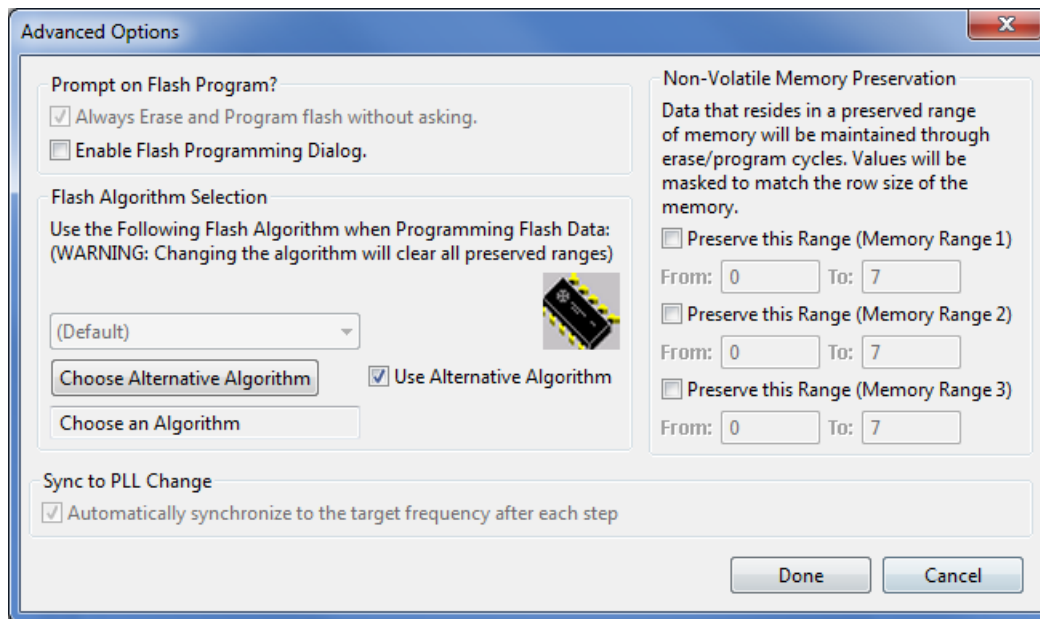 Advanced Options
Prompt on Flash Program?
Always Erase and Program flash without asking.
Enable Flash Programming Dialog.
Flash Algorithm Selection
Use the Following Flash Algorithm when Programming Flash Data:
(WARNING: Changing the algorithm will clear all preserved ranges)
(Default)
Choose Alternative Algorithm
Use Alternative Algorithm
Choose an Algorithm
Non-Volatile Memory Preservation
Data that resides in a preserved range
of memory will be maintained through
erase/program cycles. Values will be
masked to match the row size of the
memory.
Preserve this Range (Memory Range 1)
From: 0 To: 7
Preserve this Range (Memory Range 2)
From: 0 To: 7
Preserve this Range (Memory Range 3)
From: 0 To: 7
Sync to PLL Change
Automatically synchronize to the target frequency after each step
Done Cancel